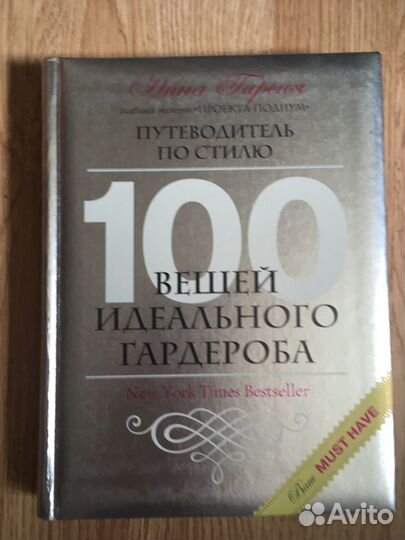 Нина Гарсия
главный эксперт «ПРОЕКТА ПОДИУМ»
ПУТЕВОДИТЕЛЬ
ПО СТИЛЮ
100
ВЕЩЕЙ
ИДЕАЛЬНОГО
ГАРДЕРОБА
New York Times Bestseller
Ваш MUST HAVE
Avito